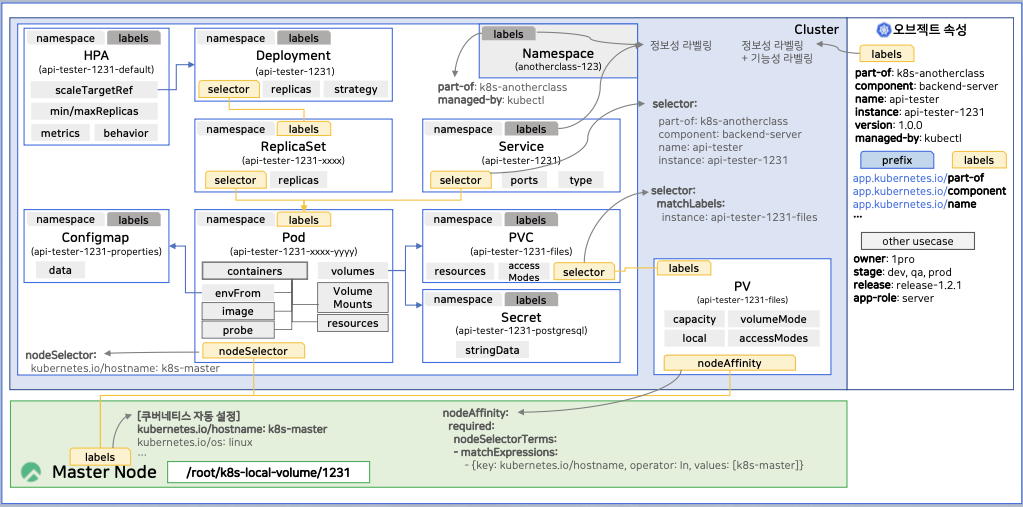 Cluster
namespace
labels
HPA
(api-tester-1231-default)
scaleTargetRef
min/maxReplicas
metrics
behavior
namespace
labels
Deployment
(api-tester-1231)
selector
replicas
strategy
labels
Namespace
(anotherclass-123)
part-of: k8s-anotherclass
managed-by: kubectl
정보성 라벨링
정보성 라벨링
+ 기능성 라벨링
namespace
labels
ReplicaSet
(api-tester-1231-xxxx)
selector
replicas
namespace
labels
Service
(api-tester-1231)
selector
ports
type
selector:
part-of: k8s-anotherclass
component: backend-server
name: api-tester
instance: api-tester-1231
selector:
matchLabels:
instance: api-tester-1231-files
namespace
labels
Configmap
(api-tester-1231-properties)
data
namespace
labels
Pod
(api-tester-1231-xxxx-yyyy)
containers
volumes
envFrom
image
probe
Volume
Mounts
resources
nodeSelector
namespace
labels
PVC
(api-tester-1231-files)
resources
access
Modes
selector
namespace
labels
Secret
(api-tester-1231-postgresql)
stringData
labels
PV
(api-tester-1231-files)
capacity
volumeMode
local
accessModes
nodeAffinity
nodeSelector:
kubernetes.io/hostname: k8s-master
오브젝트 속성
labels
part-of: k8s-anotherclass
component: backend-server
name: api-tester
instance: api-tester-1231
version: 1.0.0
managed-by: kubectl
prefix
labels
app.kubernetes.io/part-of
app.kubernetes.io/component
app.kubernetes.io/name
...
other usecase
owner: 1pro
stage: dev, qa, prod
release: release-1.2.1
app-role: server
[쿠버네티스 자동 설정]
kubernetes.io/hostname: k8s-master
kubernetes.io/os: linux
...
labels
Master Node
/root/k8s-local-volume/1231
nodeAffinity:
required:
nodeSelectorTerms:
- matchExpressions:
- {key: kubernetes.io/hostname, operator: In, values: [k8s-master]}